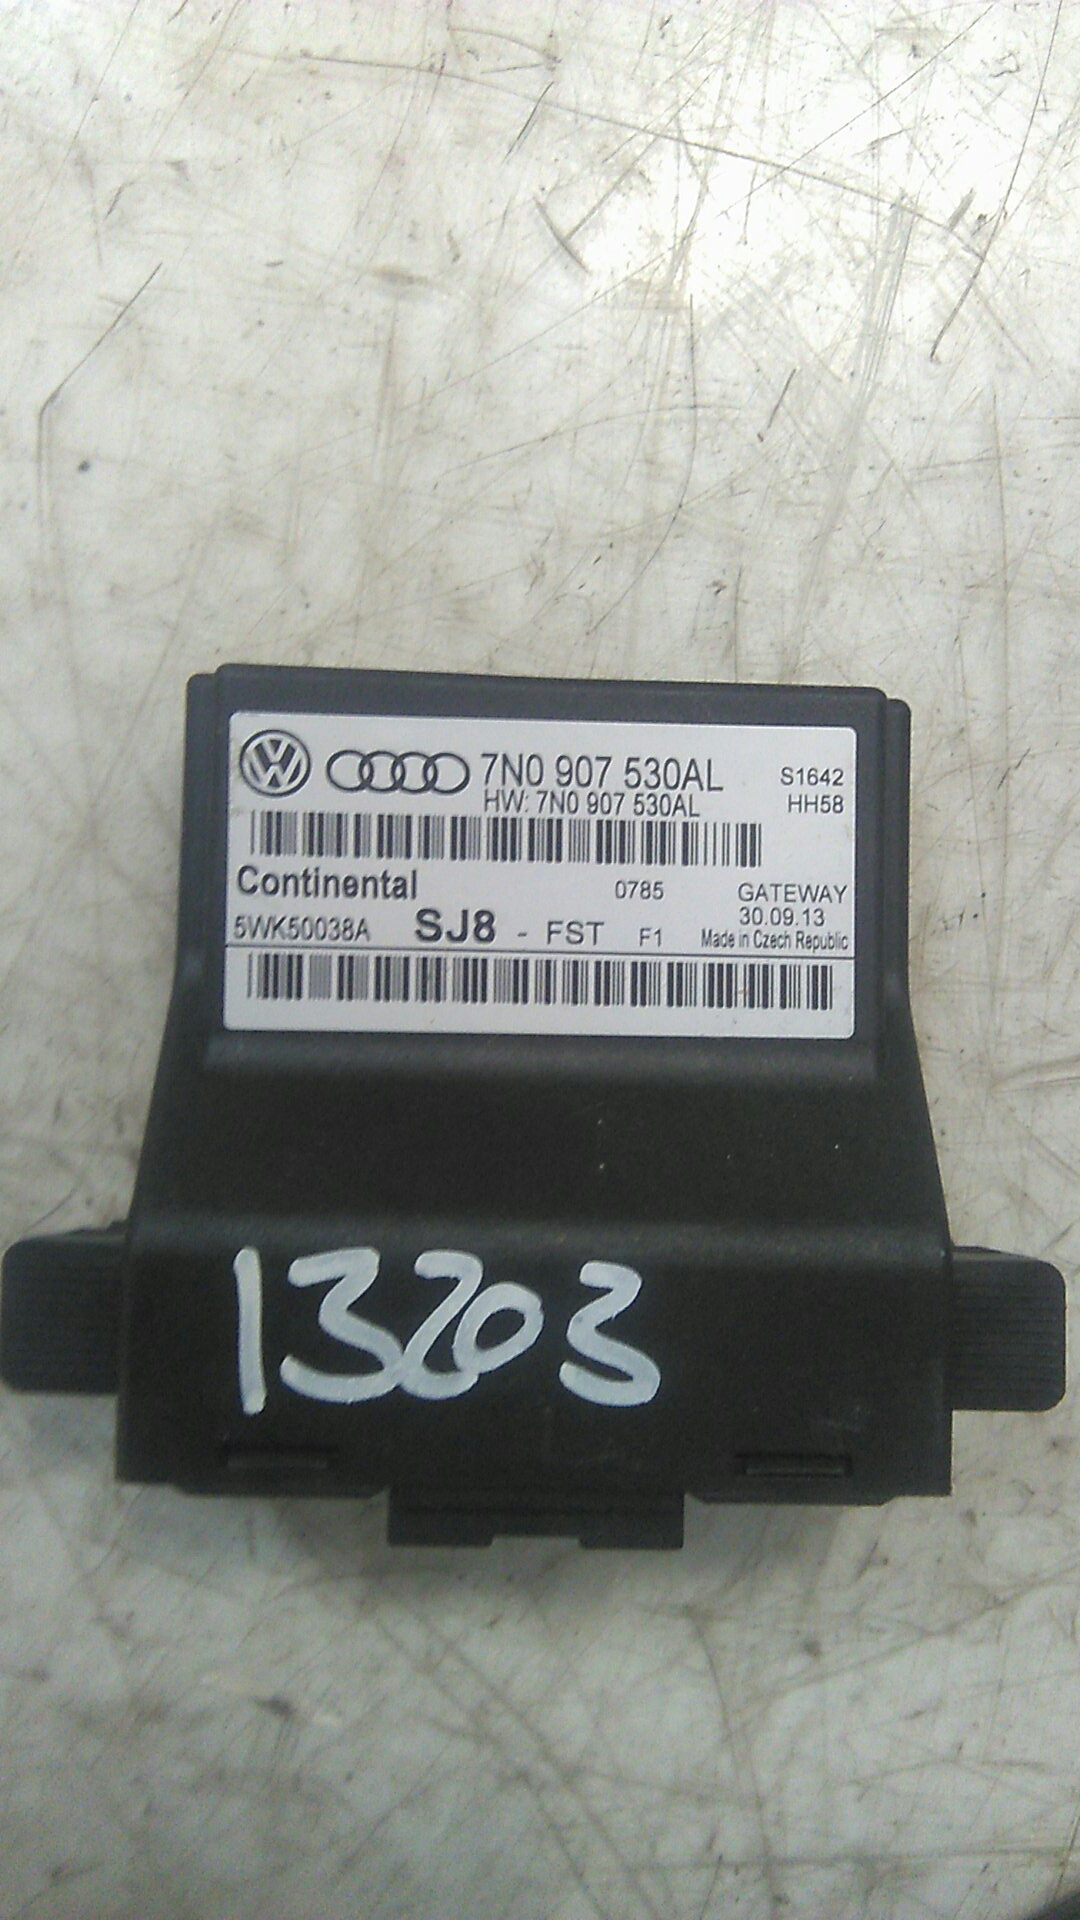 7N0 907 530AL S1642
HW: 7N0 907 530AL HH58
Continental 0785 GATEWAY
30.09.13
5WK50038A SJ8 - FST F1 Made in Czech Republic
13203